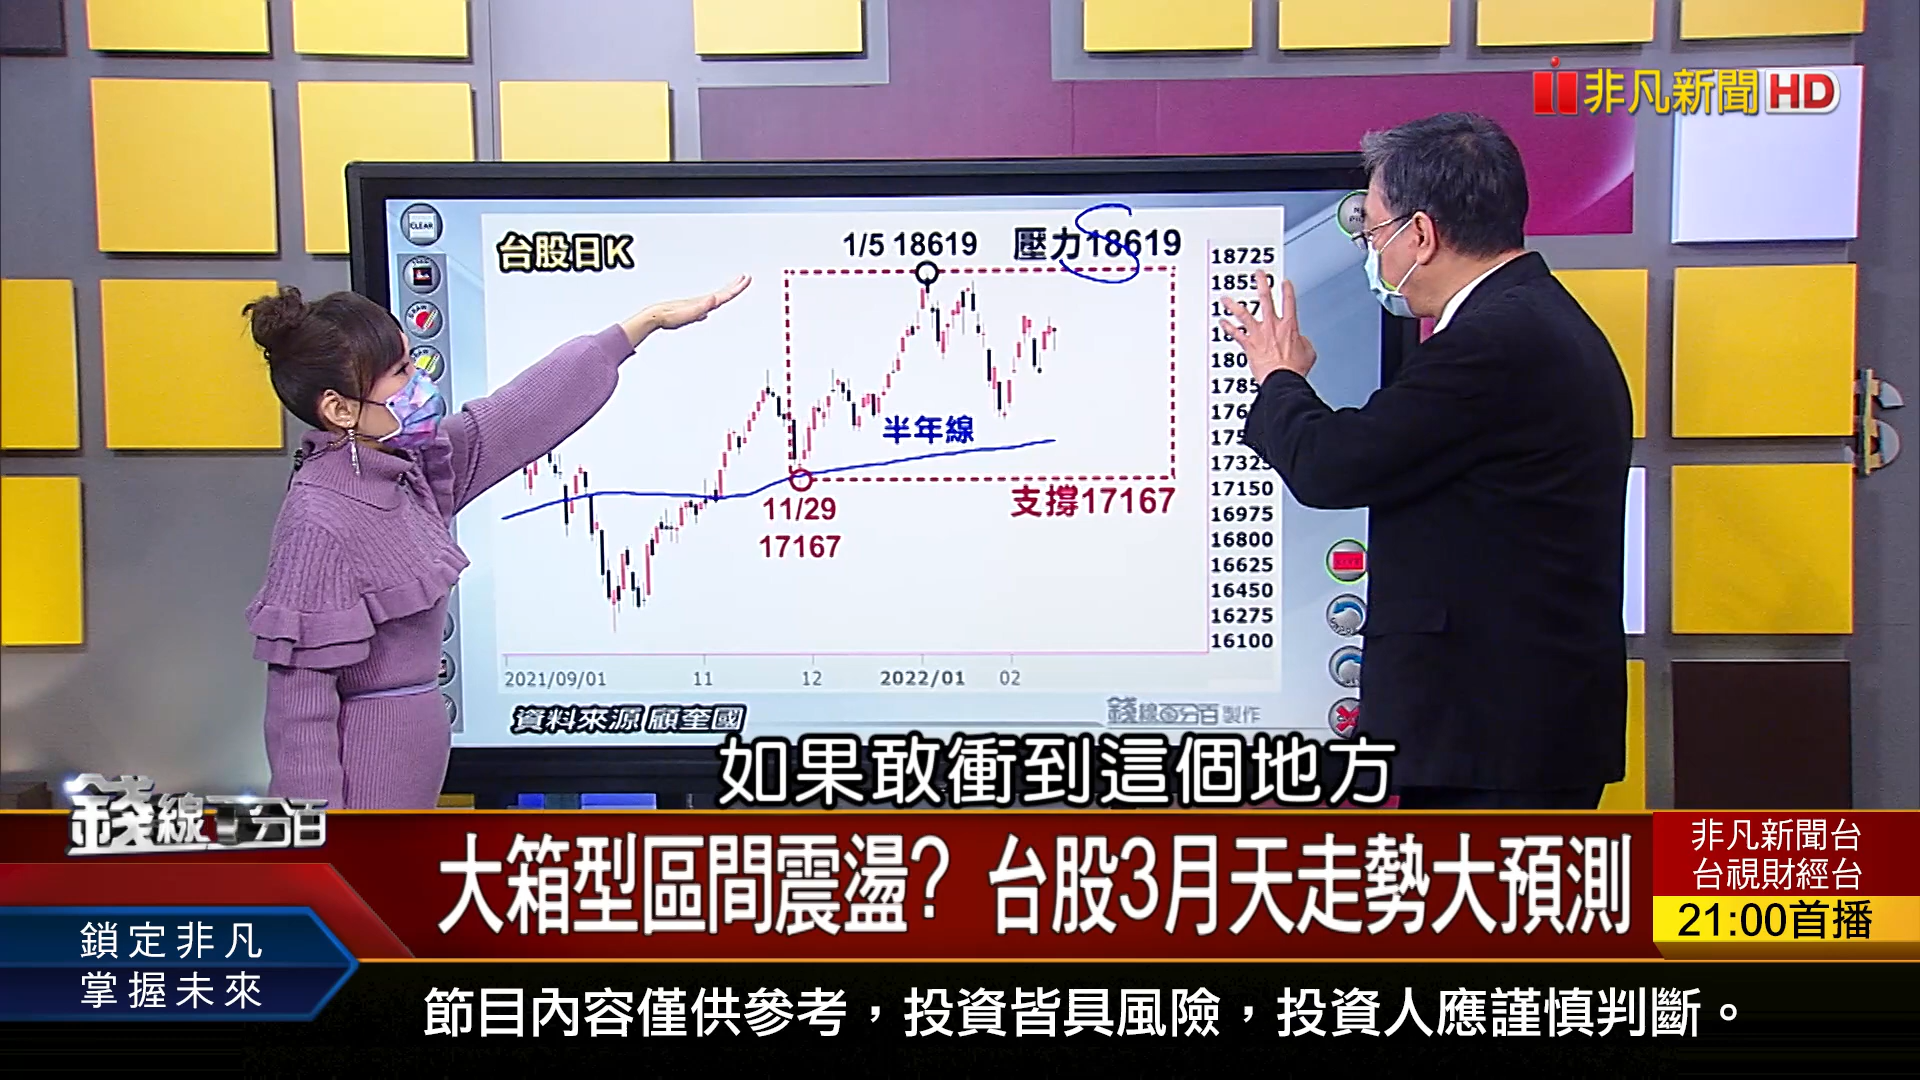 非凡新聞HD
CLEAR
台股日K
1/5 18619
壓力18619
18725
18550
1805
1785
17325
17150
16975
16800
16625
16450
16275
16100
半年線
11/29
17167
支撐17167
2021/09/01
11
12
2022/01
02
資料來源 顧奎國
錢線百分百 製作
如果敢衝到這個地方
錢線百分百
大箱型區間震盪? 台股3月天走勢大預測
非凡新聞台
台視財經台
21:00首播
鎖定非凡
掌握未來
節目內容僅供參考，投資皆具風險，投資人應謹慎判斷。